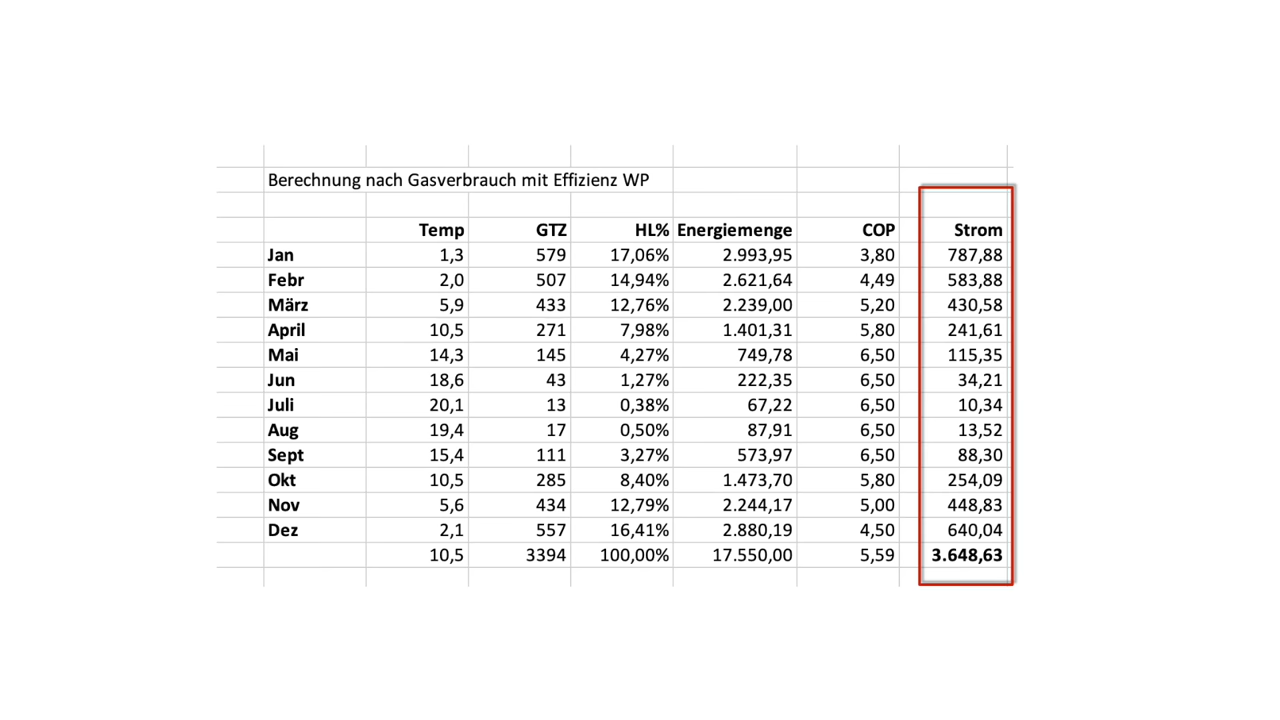 Berechnung nach Gasverbrauch mit Effizienz WP
Temp GTZ HL% Energiemenge COP Strom
Jan 1,3 579 17,06% 2.993,95 3,80 787,88
Febr 2,0 507 14,94% 2.621,64 4,49 583,88
März 5,9 433 12,76% 2.239,00 5,20 430,58
April 10,5 271 7,98% 1.401,31 5,80 241,61
Mai 14,3 145 4,27% 749,78 6,50 115,35
Jun 18,6 43 1,27% 222,35 6,50 34,21
Juli 20,1 13 0,38% 67,22 6,50 10,34
Aug 19,4 17 0,50% 87,91 6,50 13,52
Sept 15,4 111 3,27% 573,97 6,50 88,30
Okt 10,5 285 8,40% 1.473,70 5,80 254,09
Nov 5,6 434 12,79% 2.244,17 5,00 448,83
Dez 2,1 557 16,41% 2.880,19 4,50 640,04
10,5 3394 100,00% 17.550,00 5,59 3.648,63